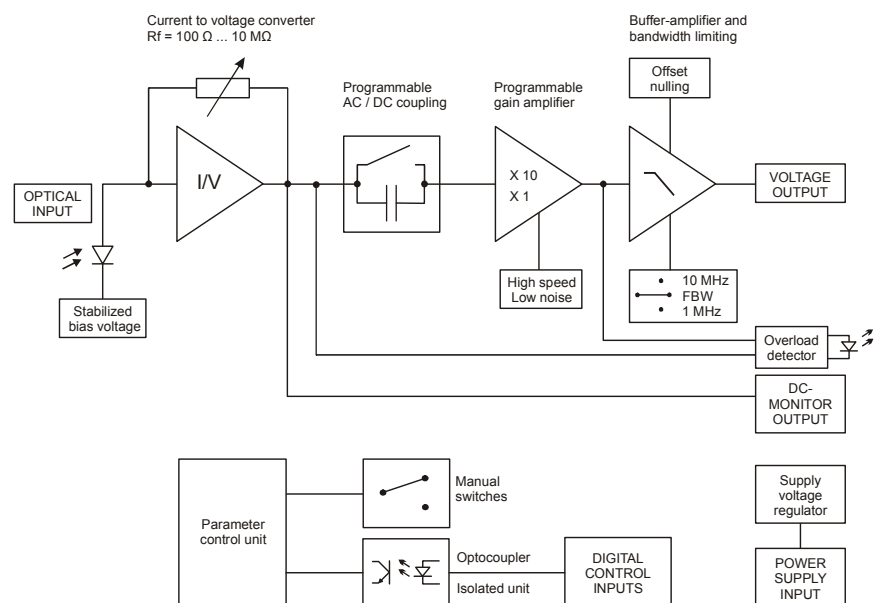 Current to voltage converter
Rf = 100 Ω ... 10 MΩ
Buffer-amplifier and
bandwidth limiting
Programmable
AC / DC coupling
Programmable
gain amplifier
Offset
nulling
I/V
X 10
X 1
OPTICAL
INPUT
VOLTAGE
OUTPUT
Stabilized
bias voltage
High speed
Low noise
10 MHz
FBW
1 MHz
Overload
detector
DC-
MONITOR
OUTPUT
Parameter
control unit
Manual
switches
Supply
voltage
regulator
Optocoupler
Isolated unit
DIGITAL
CONTROL
INPUTS
POWER
SUPPLY
INPUT